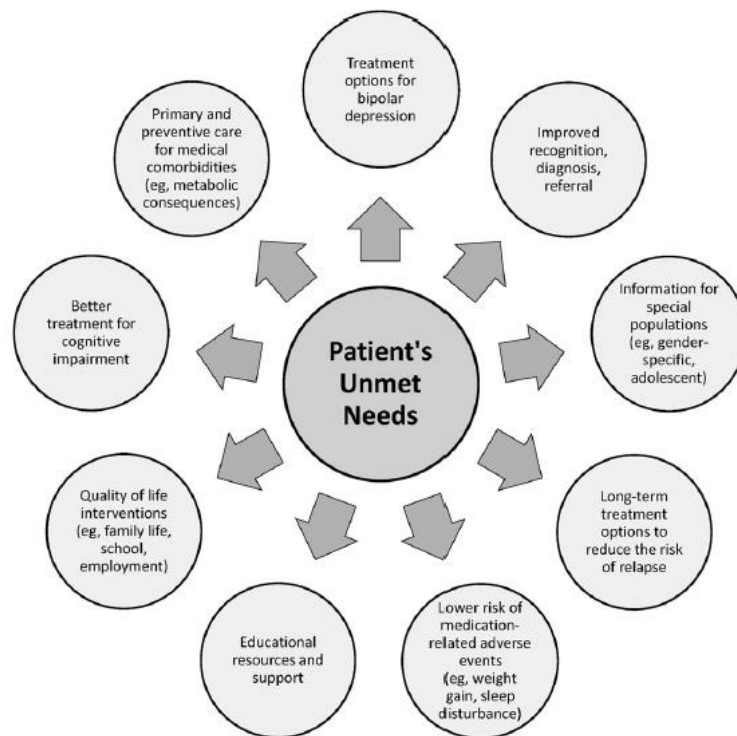 Treatment
options for
bipolar
depression
Improved
recognition,
diagnosis,
referral
Information for
special
populations
(eg, gender-
specific,
adolescent)
Long-term
treatment
options to
reduce the risk
of relapse
Lower risk of
medication-
related adverse
events
(eg, weight
gain, sleep
disturbance)
Educational
resources and
support
Quality of life
interventions
(eg, family life,
school,
employment)
Better
treatment for
cognitive
impairment
Primary and
preventive care
for medical
comorbidities
(eg, metabolic
consequences)
Patient's
Unmet
Needs